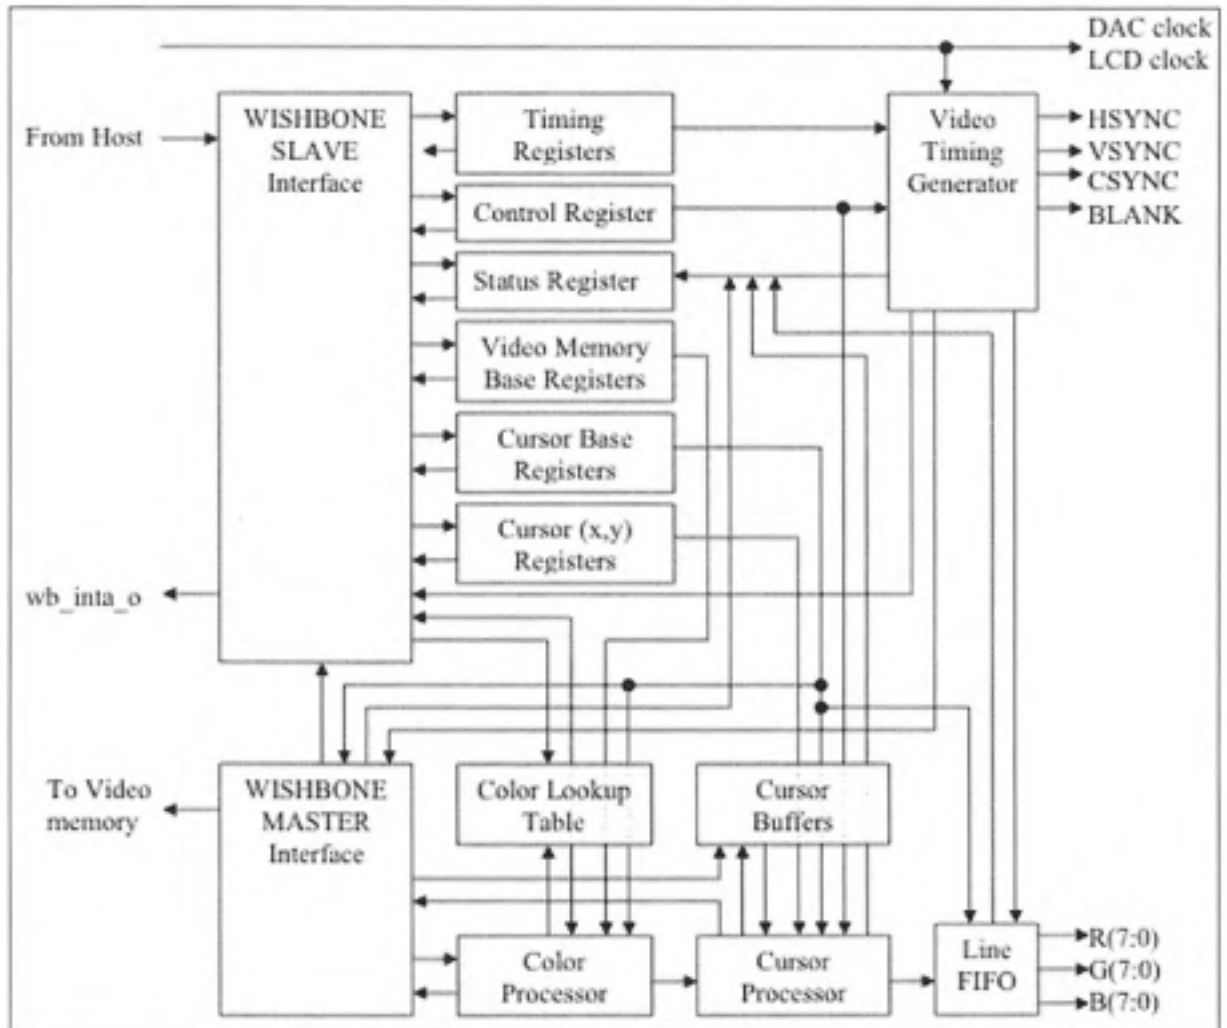 DAC clock
LCD clock
From Host
WISHBONE
SLAVE
Interface
Timing
Registers
Video
Timing
Generator
HSYNC
VSYNC
CSYNC
BLANK
Control Register
Status Register
Video Memory
Base Registers
Cursor Base
Registers
Cursor (x,y)
Registers
wb_inta_o
To Video
memory
WISHBONE
MASTER
Interface
Color Lookup
Table
Cursor
Buffers
Color
Processor
Cursor
Processor
Line
FIFO
R(7:0)
G(7:0)
B(7:0)